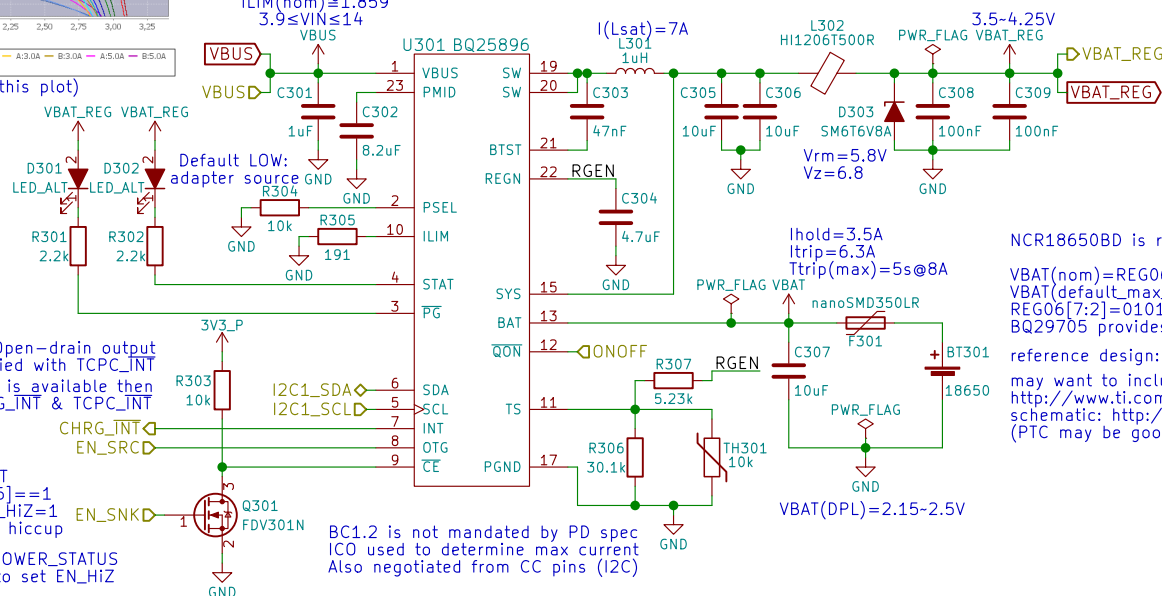 ILIM(nom)≅1.859
3.9≤VIN≤14
2,25 2,50 2,75 3,00 3,25
A:3.0A B:3.0A A:5.0A B:5.0A
this plot)
VBUS
VBUS
VBUS
C301
1uF
GND
C302
8.2uF
GND
U301 BQ25896
1 VBUS
23 PMID
2 PSEL
10 ILIM
4 STAT
3 PG
6 SDA
5 SCL
7 INT
8 OTG
9 CE
SW 19
SW 20
BTST 21
REGN 22
SYS 15
BAT 13
QON 12
TS 11
PGND 17
VBAT_REG
VBAT_REG
D301
LED_ALT
2
1
D302
LED_ALT
2
1
R301
2.2k
R302
2.2k
Default LOW:
adapter source
R304
10k
GND
R305
191
GND
I(Lsat)=7A
L301
1uH
C303
47nF
RGEN
C304
4.7uF
GND
C305
10uF
C306
10uF
GND
L302
HI1206T500R
3.5~4.25V
PWR_FLAG
VBAT_REG
VBAT_REG
VBAT_REG
D303
SM6T6V8A
C308
100nF
C309
100nF
GND
Vrm=5.8V
Vz=6.8
Ihold=3.5A
Itrip=6.3A
Ttrip(max)=5s@8A
PWR_FLAG
VBAT
nanoSMD350LR
F301
C307
10uF
BT301
18650
PWR_FLAG
GND
VBAT(DPL)=2.15~2.5V
ONOFF
R307
5.23k
RGEN
R306
30.1k
TH301
10k
GND
3V3_P
R303
10k
I2C1_SDA
I2C1_SCL
CHRG_INT
EN_SRC
EN_SNK
Q301
FDV301N
1
2
3
GND
Open-drain output
ied with TCPC_INT
is available then
G_INT & TCPC_INT
T
5]==1
_HiZ=1
hiccup
OWER_STATUS
to set EN_HiZ
BC1.2 is not mandated by PD spec
ICO used to determine max current
Also negotiated from CC pins (I2C)
NCR18650BD is r
VBAT(nom)=REG06
VBAT(default_max
REG06[7:2]=0101
BQ29705 provides
reference design:
may want to inclu
http://www.ti.com
schematic: http:/
(PTC may be goo